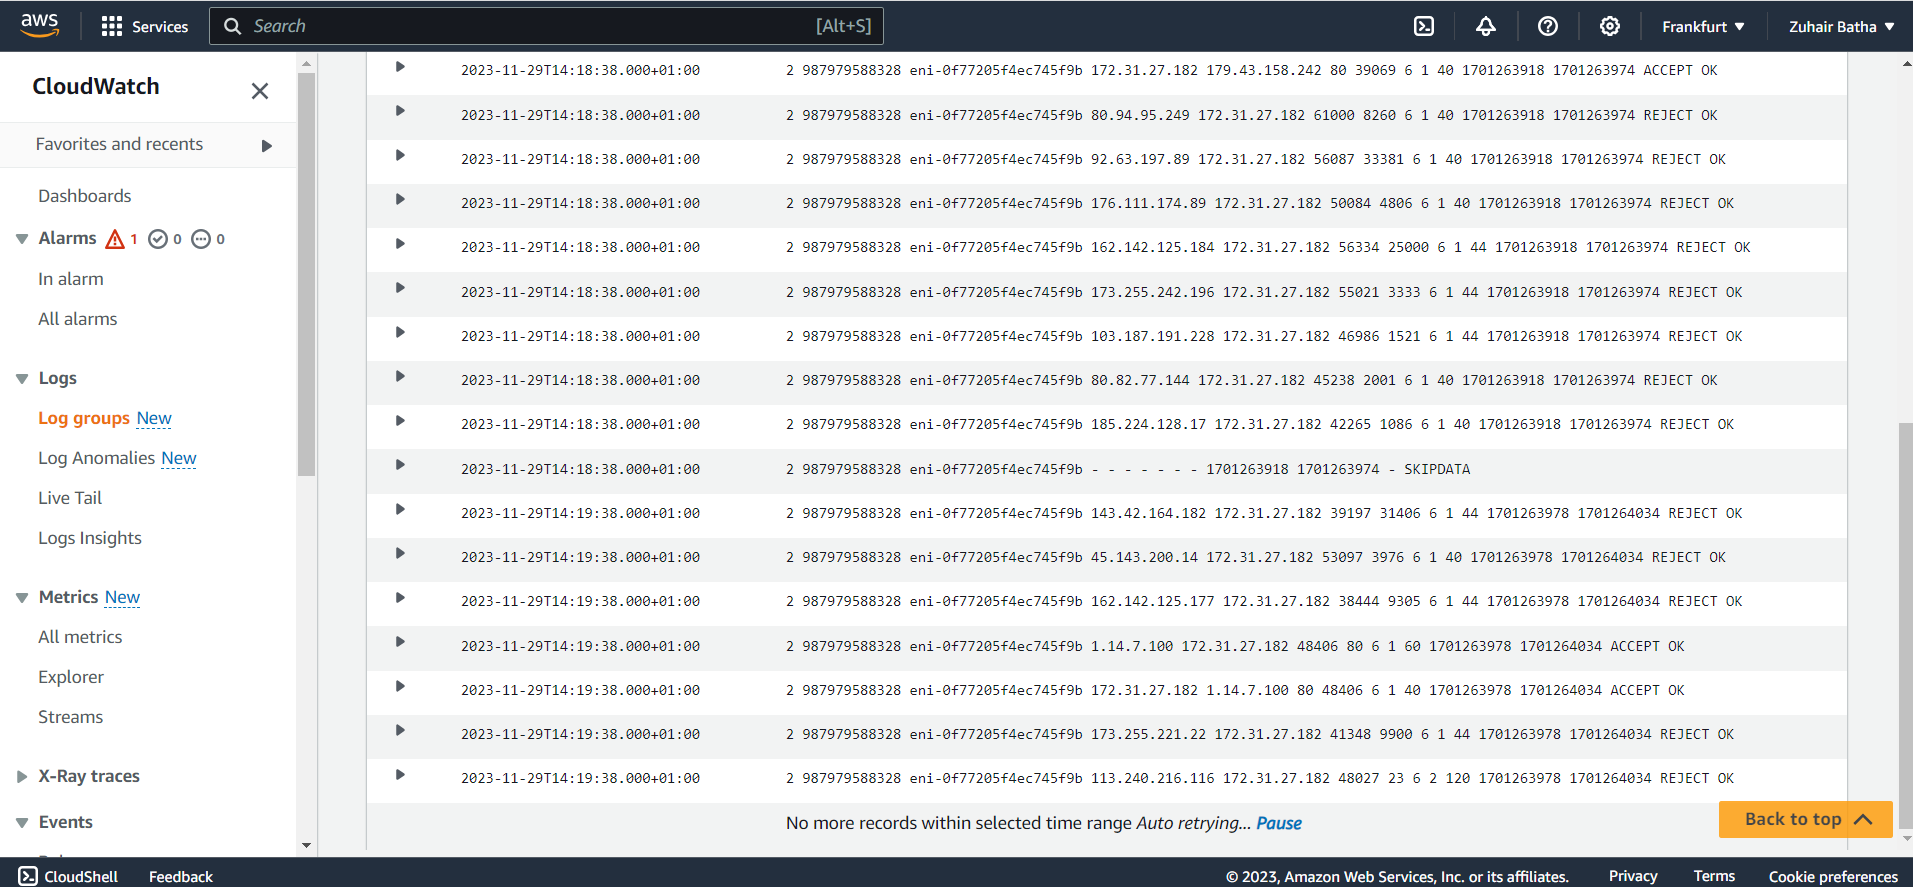 aws Services Search [Alt+S] Frankfurt Zuhair Batha
CloudWatch
Favorites and recents
Dashboards
Alarms 1 0 0
In alarm
All alarms
Logs
Log groups New
Log Anomalies New
Live Tail
Logs Insights
Metrics New
All metrics
Explorer
Streams
X-Ray traces
Events
2023-11-29T14:18:38.000+01:00 2 987979588328 eni-0f77205f4ec745f9b 172.31.27.182 179.43.158.242 80 39069 6 1 40 1701263918 1701263974 ACCEPT OK
2023-11-29T14:18:38.000+01:00 2 987979588328 eni-0f77205f4ec745f9b 80.94.95.249 172.31.27.182 61000 8260 6 1 40 1701263918 1701263974 REJECT OK
2023-11-29T14:18:38.000+01:00 2 987979588328 eni-0f77205f4ec745f9b 92.63.197.89 172.31.27.182 56087 33381 6 1 40 1701263918 1701263974 REJECT OK
2023-11-29T14:18:38.000+01:00 2 987979588328 eni-0f77205f4ec745f9b 176.111.174.89 172.31.27.182 50084 4806 6 1 40 1701263918 1701263974 REJECT OK
2023-11-29T14:18:38.000+01:00 2 987979588328 eni-0f77205f4ec745f9b 162.142.125.184 172.31.27.182 56334 25000 6 1 44 1701263918 1701263974 REJECT OK
2023-11-29T14:18:38.000+01:00 2 987979588328 eni-0f77205f4ec745f9b 173.255.242.196 172.31.27.182 55021 3333 6 1 44 1701263918 1701263974 REJECT OK
2023-11-29T14:18:38.000+01:00 2 987979588328 eni-0f77205f4ec745f9b 103.187.191.228 172.31.27.182 46986 1521 6 1 44 1701263918 1701263974 REJECT OK
2023-11-29T14:18:38.000+01:00 2 987979588328 eni-0f77205f4ec745f9b 80.82.77.144 172.31.27.182 45238 2001 6 1 40 1701263918 1701263974 REJECT OK
2023-11-29T14:18:38.000+01:00 2 987979588328 eni-0f77205f4ec745f9b 185.224.128.17 172.31.27.182 42265 1086 6 1 40 1701263918 1701263974 REJECT OK
2023-11-29T14:18:38.000+01:00 2 987979588328 eni-0f77205f4ec745f9b - - - - - - - 1701263918 1701263974 - SKIPDATA
2023-11-29T14:19:38.000+01:00 2 987979588328 eni-0f77205f4ec745f9b 143.42.164.182 172.31.27.182 39197 31406 6 1 44 1701263978 1701264034 REJECT OK
2023-11-29T14:19:38.000+01:00 2 987979588328 eni-0f77205f4ec745f9b 45.143.200.14 172.31.27.182 53097 3976 6 1 40 1701263978 1701264034 REJECT OK
2023-11-29T14:19:38.000+01:00 2 987979588328 eni-0f77205f4ec745f9b 162.142.125.177 172.31.27.182 38444 9305 6 1 44 1701263978 1701264034 REJECT OK
2023-11-29T14:19:38.000+01:00 2 987979588328 eni-0f77205f4ec745f9b 1.14.7.100 172.31.27.182 48406 80 6 1 60 1701263978 1701264034 ACCEPT OK
2023-11-29T14:19:38.000+01:00 2 987979588328 eni-0f77205f4ec745f9b 172.31.27.182 1.14.7.100 80 48406 6 1 40 1701263978 1701264034 ACCEPT OK
2023-11-29T14:19:38.000+01:00 2 987979588328 eni-0f77205f4ec745f9b 173.255.221.22 172.31.27.182 41348 9900 6 1 44 1701263978 1701264034 REJECT OK
2023-11-29T14:19:38.000+01:00 2 987979588328 eni-0f77205f4ec745f9b 113.240.216.116 172.31.27.182 48027 23 6 2 120 1701263978 1701264034 REJECT OK
No more records within selected time range Auto retrying... Pause
Back to top
CloudShell Feedback © 2023, Amazon Web Services, Inc. or its affiliates. Privacy Terms Cookie preferences